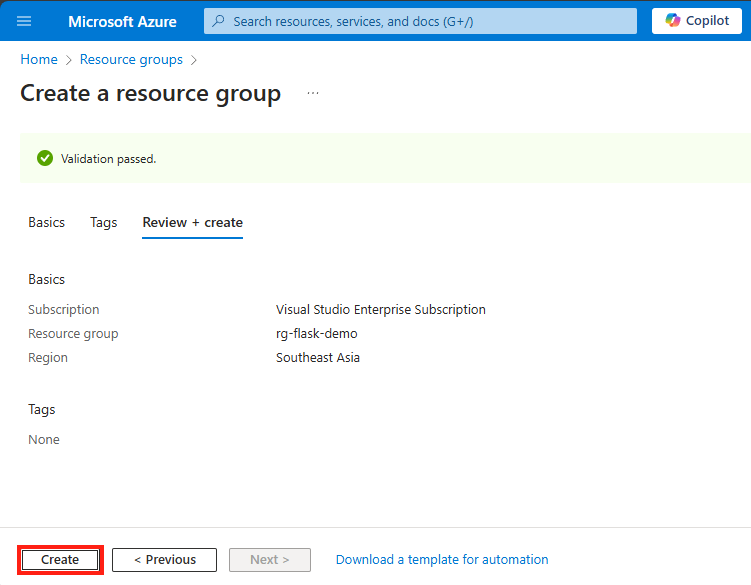 Microsoft Azure
Search resources, services, and docs (G+/)
Copilot
Home > Resource groups >
Create a resource group ...
Validation passed.
Basics Tags Review + create
Basics
Subscription Visual Studio Enterprise Subscription
Resource group rg-flask-demo
Region Southeast Asia
Tags
None
Create < Previous Next > Download a template for automation